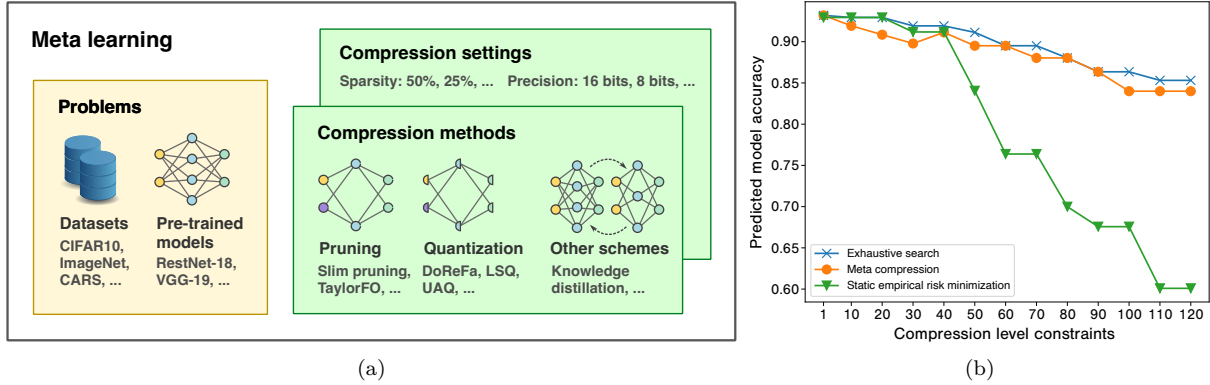 Meta learning
Problems
Datasets
CIFAR10,
ImageNet,
CARS, ...
Pre-trained
models
RestNet-18,
VGG-19, ...
Compression settings
Sparsity: 50%, 25%, ... Precision: 16 bits, 8 bits, ...
Compression methods
Pruning
Slim pruning,
TaylorFO, ...
Quantization
DoReFa, LSQ,
UAQ, ...
Other schemes
Knowledge
distillation, ...
(a)
Predicted model accuracy
0.90
0.85
0.80
0.75
0.70
0.65
0.60
Exhaustive search
Meta compression
Static empirical risk minimization
1 10 20 30 40 50 60 70 80 90 100 110 120
Compression level constraints
(b)